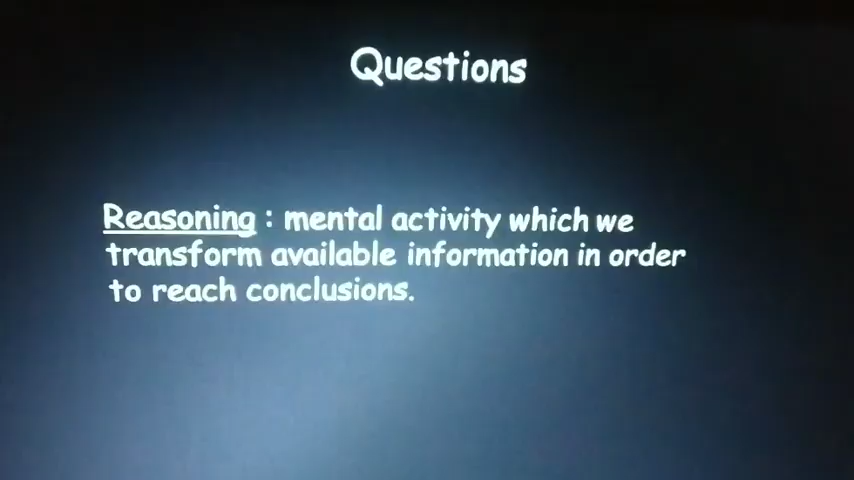 Questions
Reasoning : mental activity which we
transform available information in order
to reach conclusions.